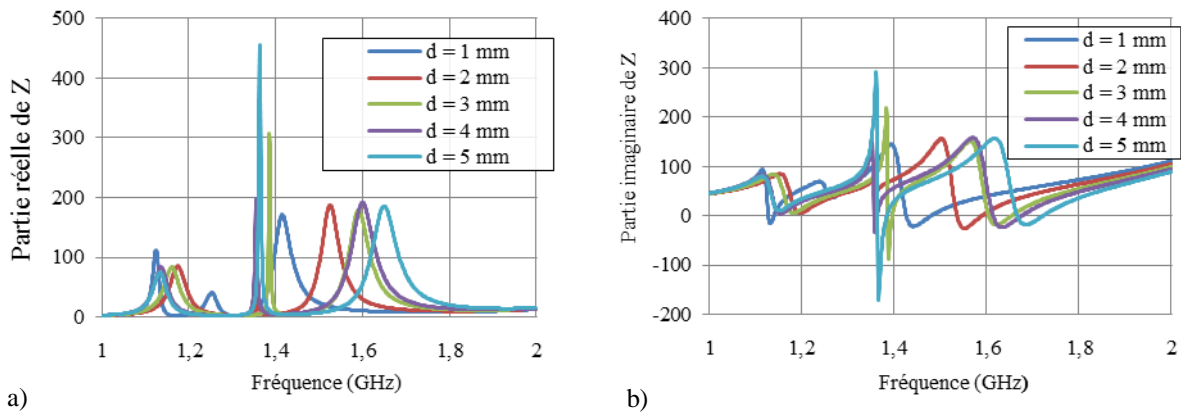 500
400
300
200
100
0
Partie réelle de Z
d = 1 mm
d = 2 mm
d = 3 mm
d = 4 mm
d = 5 mm
1
1,2
1,4
1,6
1,8
2
Fréquence (GHz)
a)
400
300
200
100
0
-100
-200
Partie imaginaire de Z
d = 1 mm
d = 2 mm
d = 3 mm
d = 4 mm
d = 5 mm
1
1,2
1,4
1,6
1,8
2
Fréquence (GHz)
b)